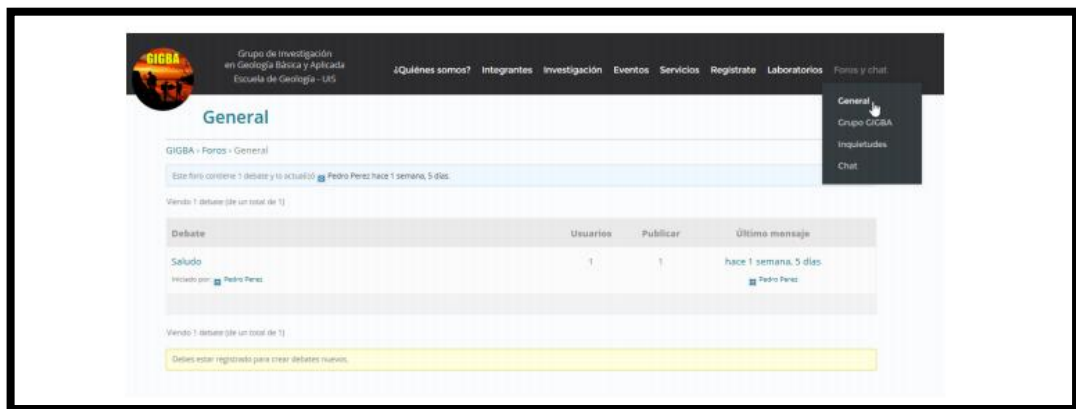 GIGBA
Grupo de Investigación
en Geología Básica y Aplicada
Escuela de Geología - UIS
¿Quiénes somos? Integrantes Investigación Eventos Servicios Registrate Laboratorios Foros y chat
General
Grupo GIGBA
Inquietudes
Chat
General
GIGBA › Foros › General
Este foro contiene 1 debate y lo actualizó Pedro Perez hace 1 semana, 5 días.
Viendo 1 debate (de un total de 1)
Debate Usuarios Publicar Último mensaje
Saludo 1 1 hace 1 semana, 5 días
Iniciado por: Pedro Perez Pedro Perez
Viendo 1 debate (de un total de 1)
Debes estar registrado para crear debates nuevos.